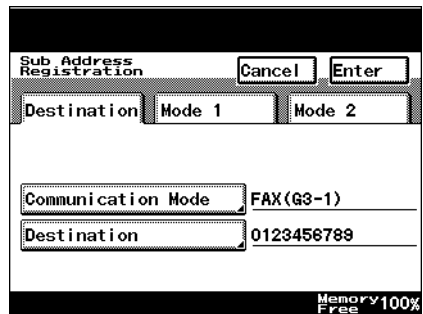 Sub Address
Registration
Cancel Enter
Destination Mode 1 Mode 2
Communication Mode FAX(G3-1)
Destination 0123456789
Memory
Free 100%